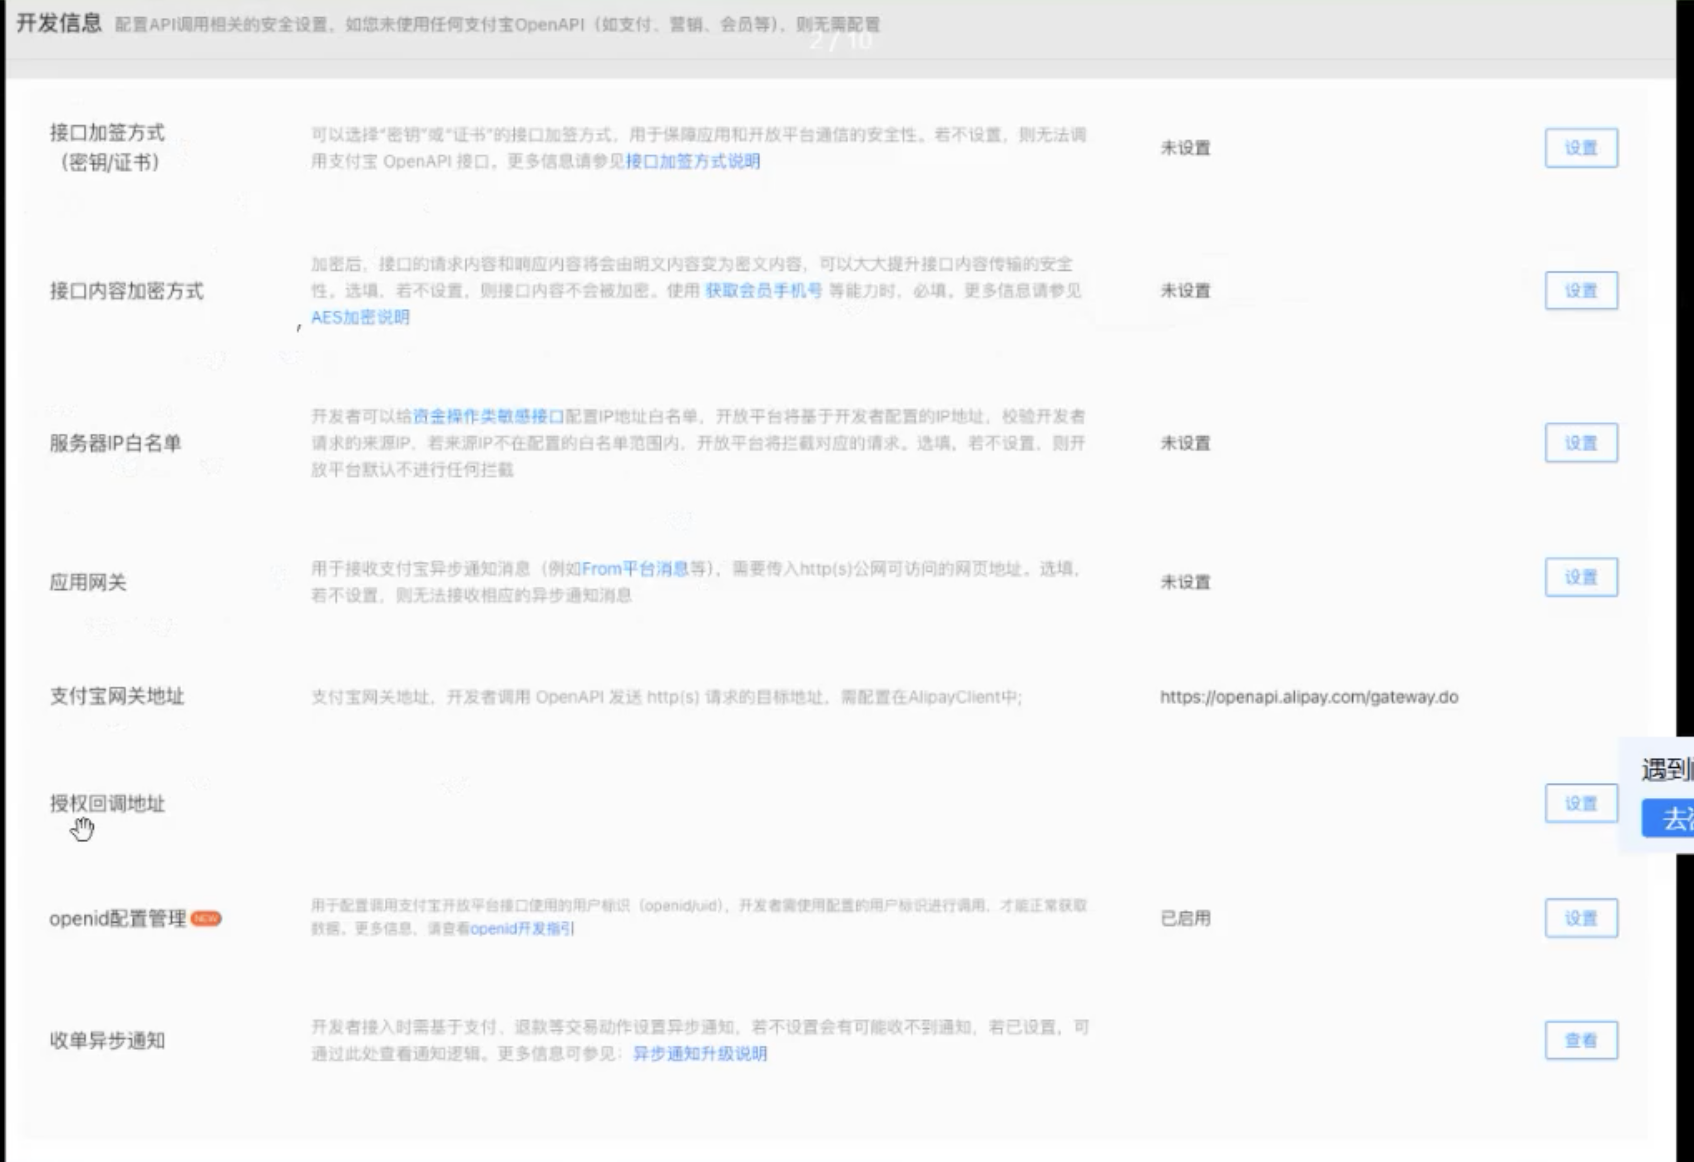 开发信息 配置API调用相关的安全设置，如您未使用任何支付宝OpenAPI（如支付、营销、会员等），则无需配置
2 / 10
接口加签方式
（密钥/证书）
可以选择“密钥”或“证书”的接口加签方式，用于保障应用和开放平台通信的安全性。若不设置，则无法调
用支付宝 OpenAPI 接口。更多信息请参见接口加签方式说明
未设置
设置
接口内容加密方式
加密后，接口的请求内容和响应内容将会由明文内容变为密文内容，可以大大提升接口内容传输的安全
性。选填，若不设置，则接口内容不会被加密。使用 获取会员手机号 等能力时，必填。更多信息请参见
AES加密说明
未设置
设置
服务器IP白名单
开发者可以给资金操作类敏感接口配置IP地址白名单，开放平台将基于开发者配置的IP地址，校验开发者
请求的来源IP，若来源IP不在配置的白名单范围内，开放平台将拦截对应的请求。选填，若不设置，则开
放平台默认不进行任何拦截
未设置
设置
应用网关
用于接收支付宝异步通知消息（例如From平台消息等），需要传入http(s)公网可访问的网页地址。选填，
若不设置，则无法接收相应的异步通知消息
未设置
设置
支付宝网关地址
支付宝网关地址，开发者调用 OpenAPI 发送 http(s) 请求的目标地址，需配置在AlipayClient中;
https://openapi.alipay.com/gateway.do
授权回调地址
设置
遇到
去
openid配置管理 NEW
用于配置调用支付宝开放平台接口使用的用户标识（openid/uid），开发者需使用配置的用户标识进行调用，才能正常获取
数据。更多信息，请查看openid开发指引
已启用
设置
收单异步通知
开发者接入时需基于支付、退款等交易动作设置异步通知，若不设置会有可能收不到通知，若已设置，可
通过此处查看通知逻辑。更多信息可参见：异步通知升级说明
查看